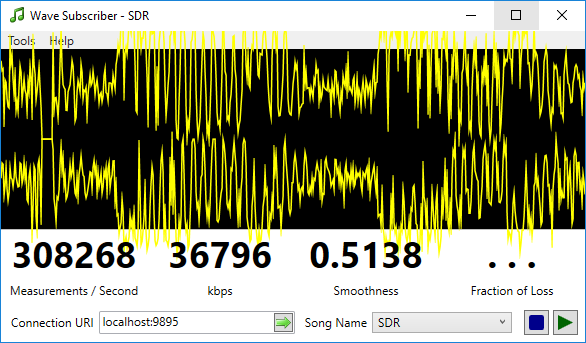 Wave Subscriber - SDR
Tools Help
308268 36796 0.5138 ...
Measurements / Second kbps Smoothness Fraction of Loss
Connection URI localhost:9895 Song Name SDR